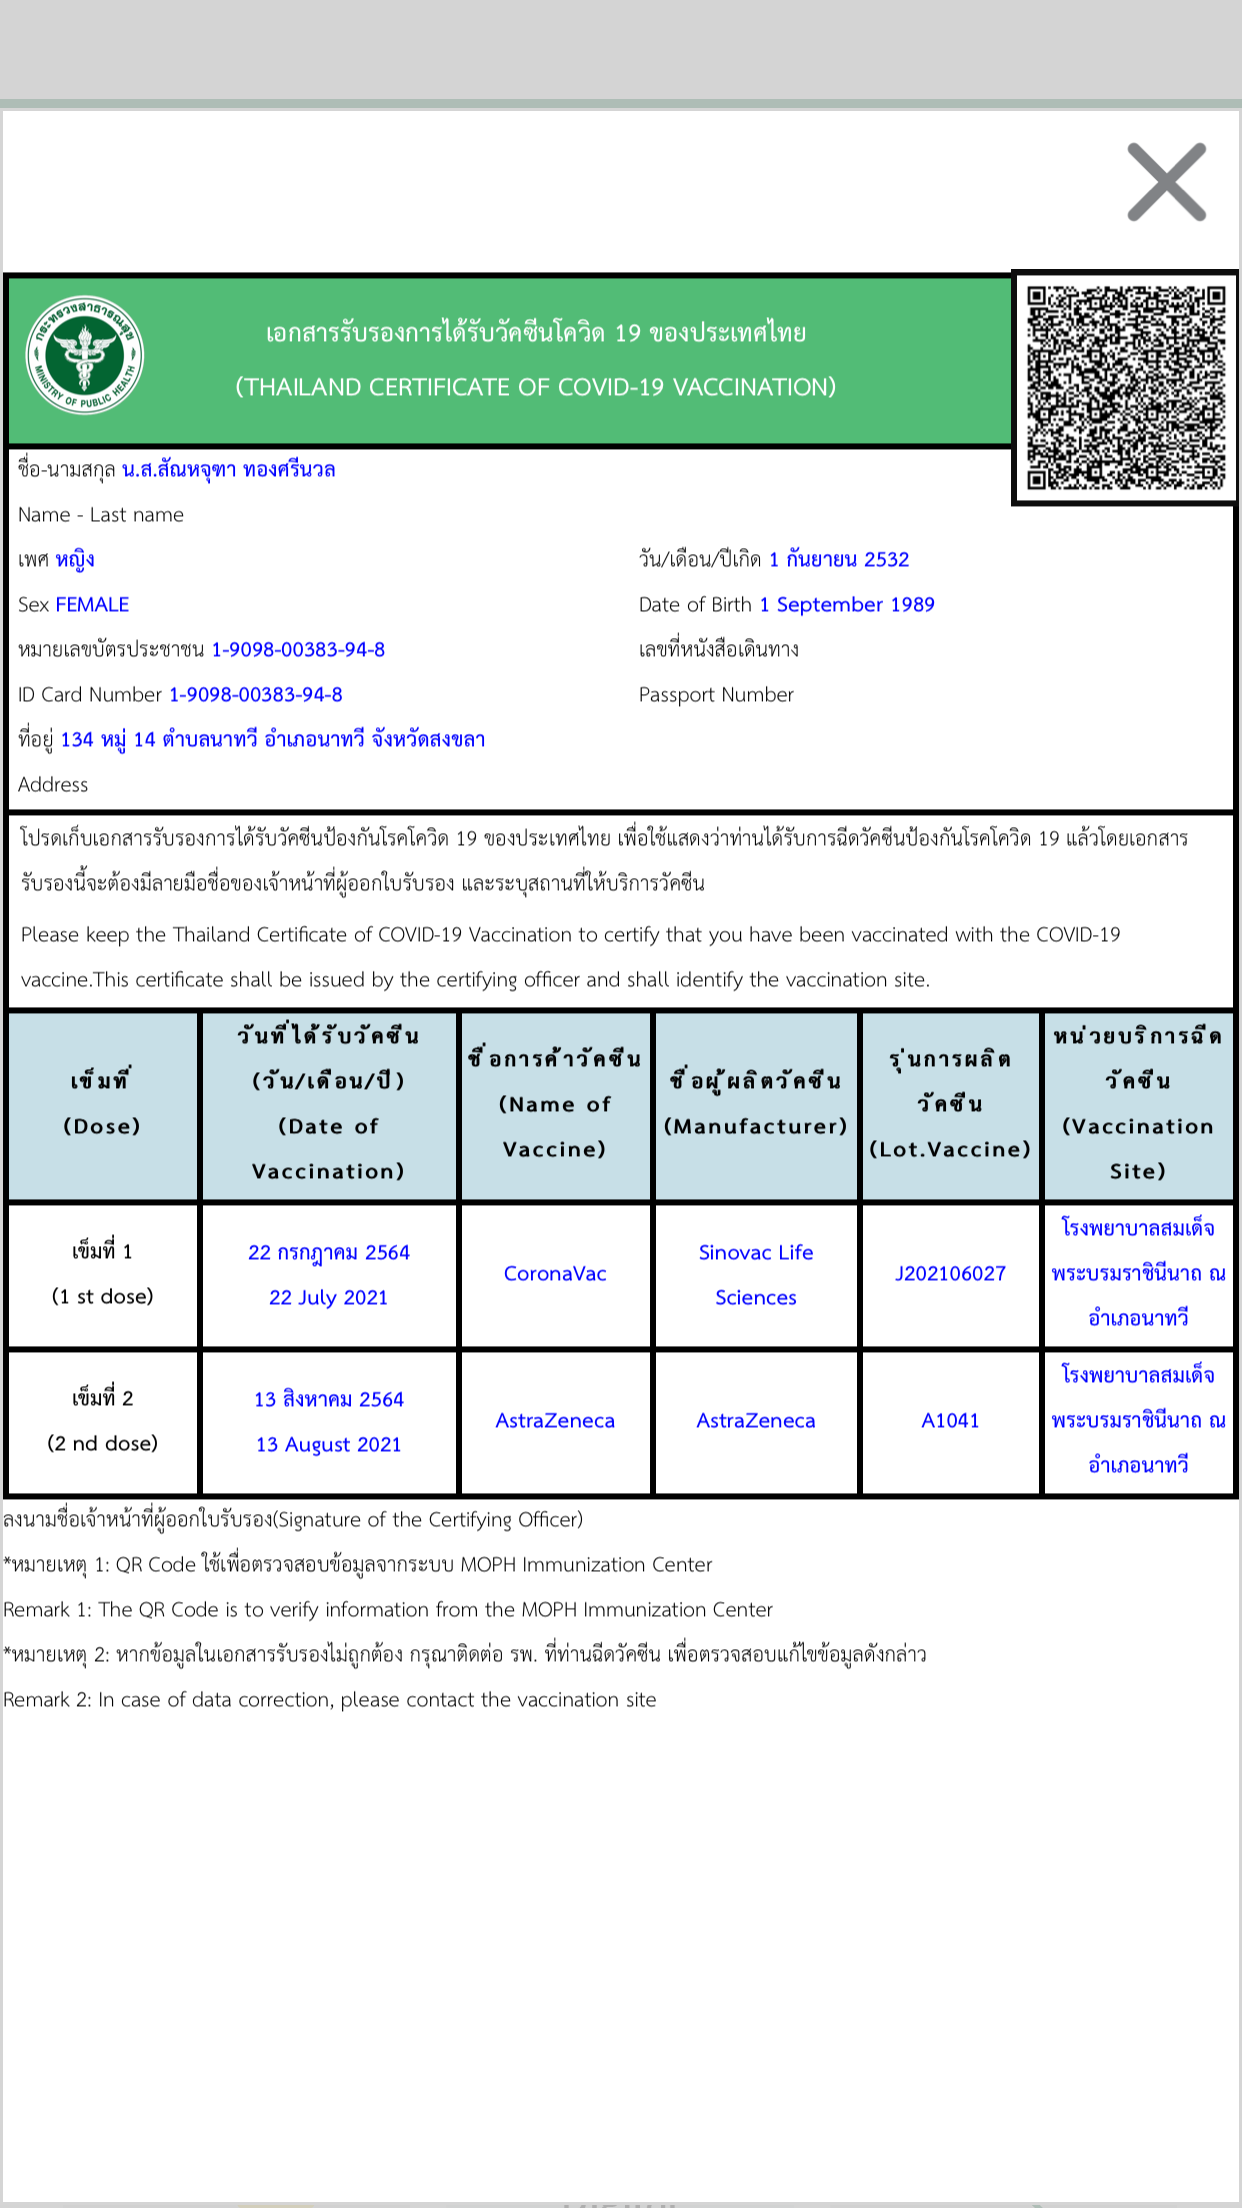 กระทรวงสาธารณสุข
MINISTRY OF PUBLIC HEALTH
เอกสารรับรองการได้รับวัคซีนโควิด 19 ของประเทศไทย
(THAILAND CERTIFICATE OF COVID-19 VACCINATION)
ชื่อ-นามสกุล น.ส.สัณหจุฑา ทองศรีนวล
Name - Last name
เพศ หญิง วัน/เดือน/ปีเกิด 1 กันยายน 2532
Sex FEMALE Date of Birth 1 September 1989
หมายเลขบัตรประชาชน 1-9098-00383-94-8 เลขที่หนังสือเดินทาง
ID Card Number 1-9098-00383-94-8 Passport Number
ที่อยู่ 134 หมู่ 14 ตำบลนาทวี อำเภอนาทวี จังหวัดสงขลา
Address
โปรดเก็บเอกสารรับรองการได้รับวัคซีนป้องกันโรคโควิด 19 ของประเทศไทย เพื่อใช้แสดงว่าท่านได้รับการฉีดวัคซีนป้องกันโรคโควิด 19 แล้วโดยเอกสาร
รับรองนี้จะต้องมีลายมือชื่อของเจ้าหน้าที่ผู้ออกใบรับรอง และระบุสถานที่ให้บริการวัคซีน
Please keep the Thailand Certificate of COVID-19 Vaccination to certify that you have been vaccinated with the COVID-19
vaccine.This certificate shall be issued by the certifying officer and shall identify the vaccination site.
เข็มที่
(Dose)
วันที่ได้รับวัคซีน
(วัน/เดือน/ปี)
(Date of
Vaccination)
ชื่อการค้าวัคซีน
(Name of
Vaccine)
ชื่อผู้ผลิตวัคซีน
(Manufacturer)
รุ่นการผลิต
วัคซีน
(Lot.Vaccine)
หน่วยบริการฉีด
วัคซีน
(Vaccination
Site)
เข็มที่ 1
(1 st dose)
22 กรกฎาคม 2564
22 July 2021
CoronaVac
Sinovac Life
Sciences
J202106027
โรงพยาบาลสมเด็จ
พระบรมราชินีนาถ ณ
อำเภอนาทวี
เข็มที่ 2
(2 nd dose)
13 สิงหาคม 2564
13 August 2021
AstraZeneca
AstraZeneca
A1041
โรงพยาบาลสมเด็จ
พระบรมราชินีนาถ ณ
อำเภอนาทวี
ลงนามชื่อเจ้าหน้าที่ผู้ออกใบรับรอง(Signature of the Certifying Officer)
*หมายเหตุ 1: QR Code ใช้เพื่อตรวจสอบข้อมูลจากระบบ MOPH Immunization Center
Remark 1: The QR Code is to verify information from the MOPH Immunization Center
*หมายเหตุ 2: หากข้อมูลในเอกสารรับรองไม่ถูกต้อง กรุณาติดต่อ รพ. ที่ท่านฉีดวัคซีน เพื่อตรวจสอบแก้ไขข้อมูลดังกล่าว
Remark 2: In case of data correction, please contact the vaccination site